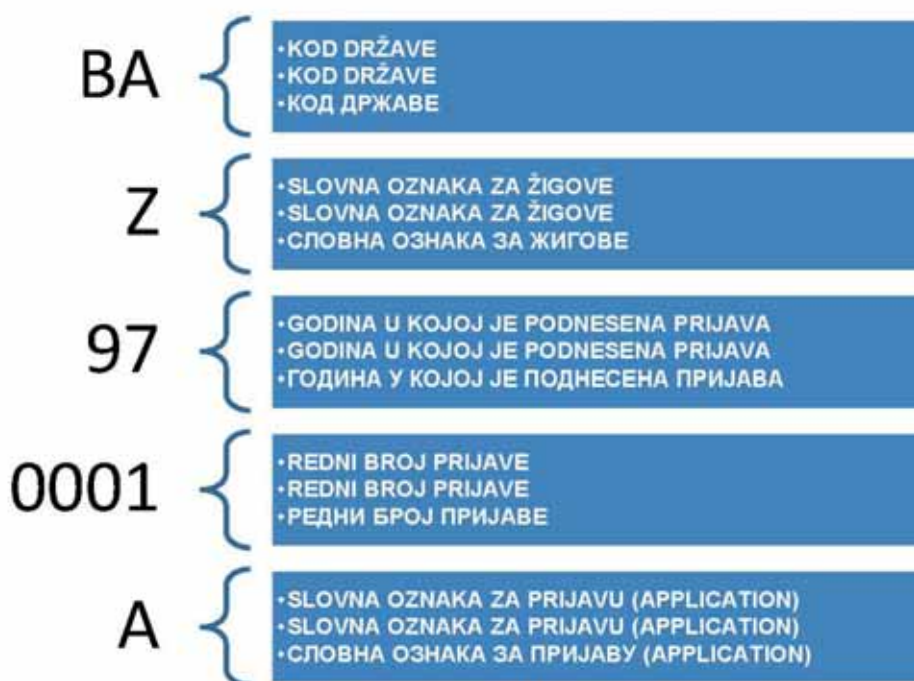 BA
•KOD DRŽAVE
•KOD DRŽAVE
•КОД ДРЖАВЕ
Z
•SLOVNA OZNAKA ZA ŽIGOVE
•SLOVNA OZNAKA ZA ŽIGOVE
•СЛОВНА ОЗНАКА ЗА ЖИГОВЕ
97
•GODINA U KOJOJ JE PODNESENA PRIJAVA
•GODINA U KOJOJ JE PODNESENA PRIJAVA
•ГОДИНА У КОЈОЈ ЈЕ ПОДНЕСЕНА ПРИЈАВА
0001
•REDNI BROJ PRIJAVE
•REDNI BROJ PRIJAVE
•РЕДНИ БРОЈ ПРИЈАВЕ
A
•SLOVNA OZNAKA ZA PRIJAVU (APPLICATION)
•SLOVNA OZNAKA ZA PRIJAVU (APPLICATION)
•СЛОВНА ОЗНАКА ЗА ПРИЈАВУ (APPLICATION)